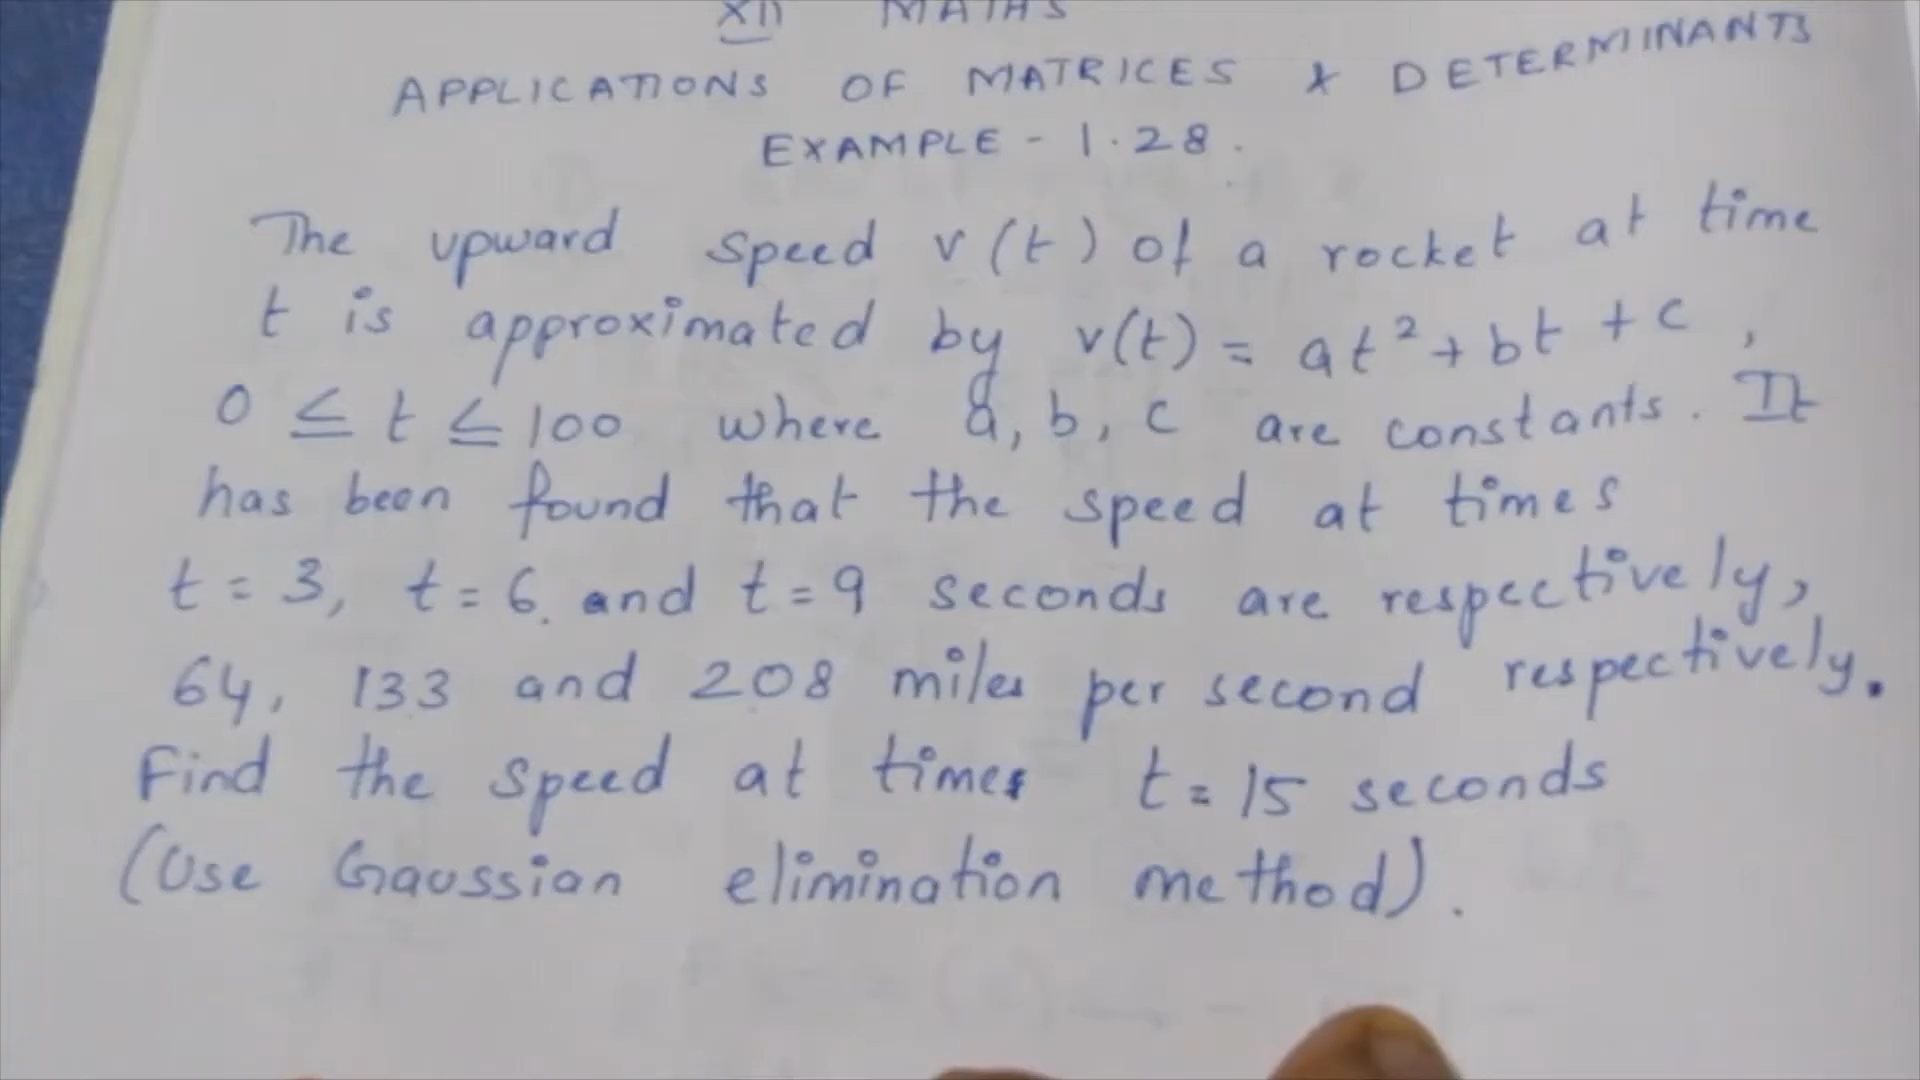 XII MATHS
APPLICATIONS OF MATRICES & DETERMINANTS
EXAMPLE - 1.28.
The upward speed v(t) of a rocket at time
t is approximated by v(t) = at² + bt + c,
0 ≤ t ≤ 100 where a, b, c are constants. It
has been found that the speed at times
t = 3, t = 6. and t = 9 seconds are respectively,
64, 133 and 208 miles per second respectively.
Find the speed at times t = 15 seconds
(Use Gaussian elimination method).